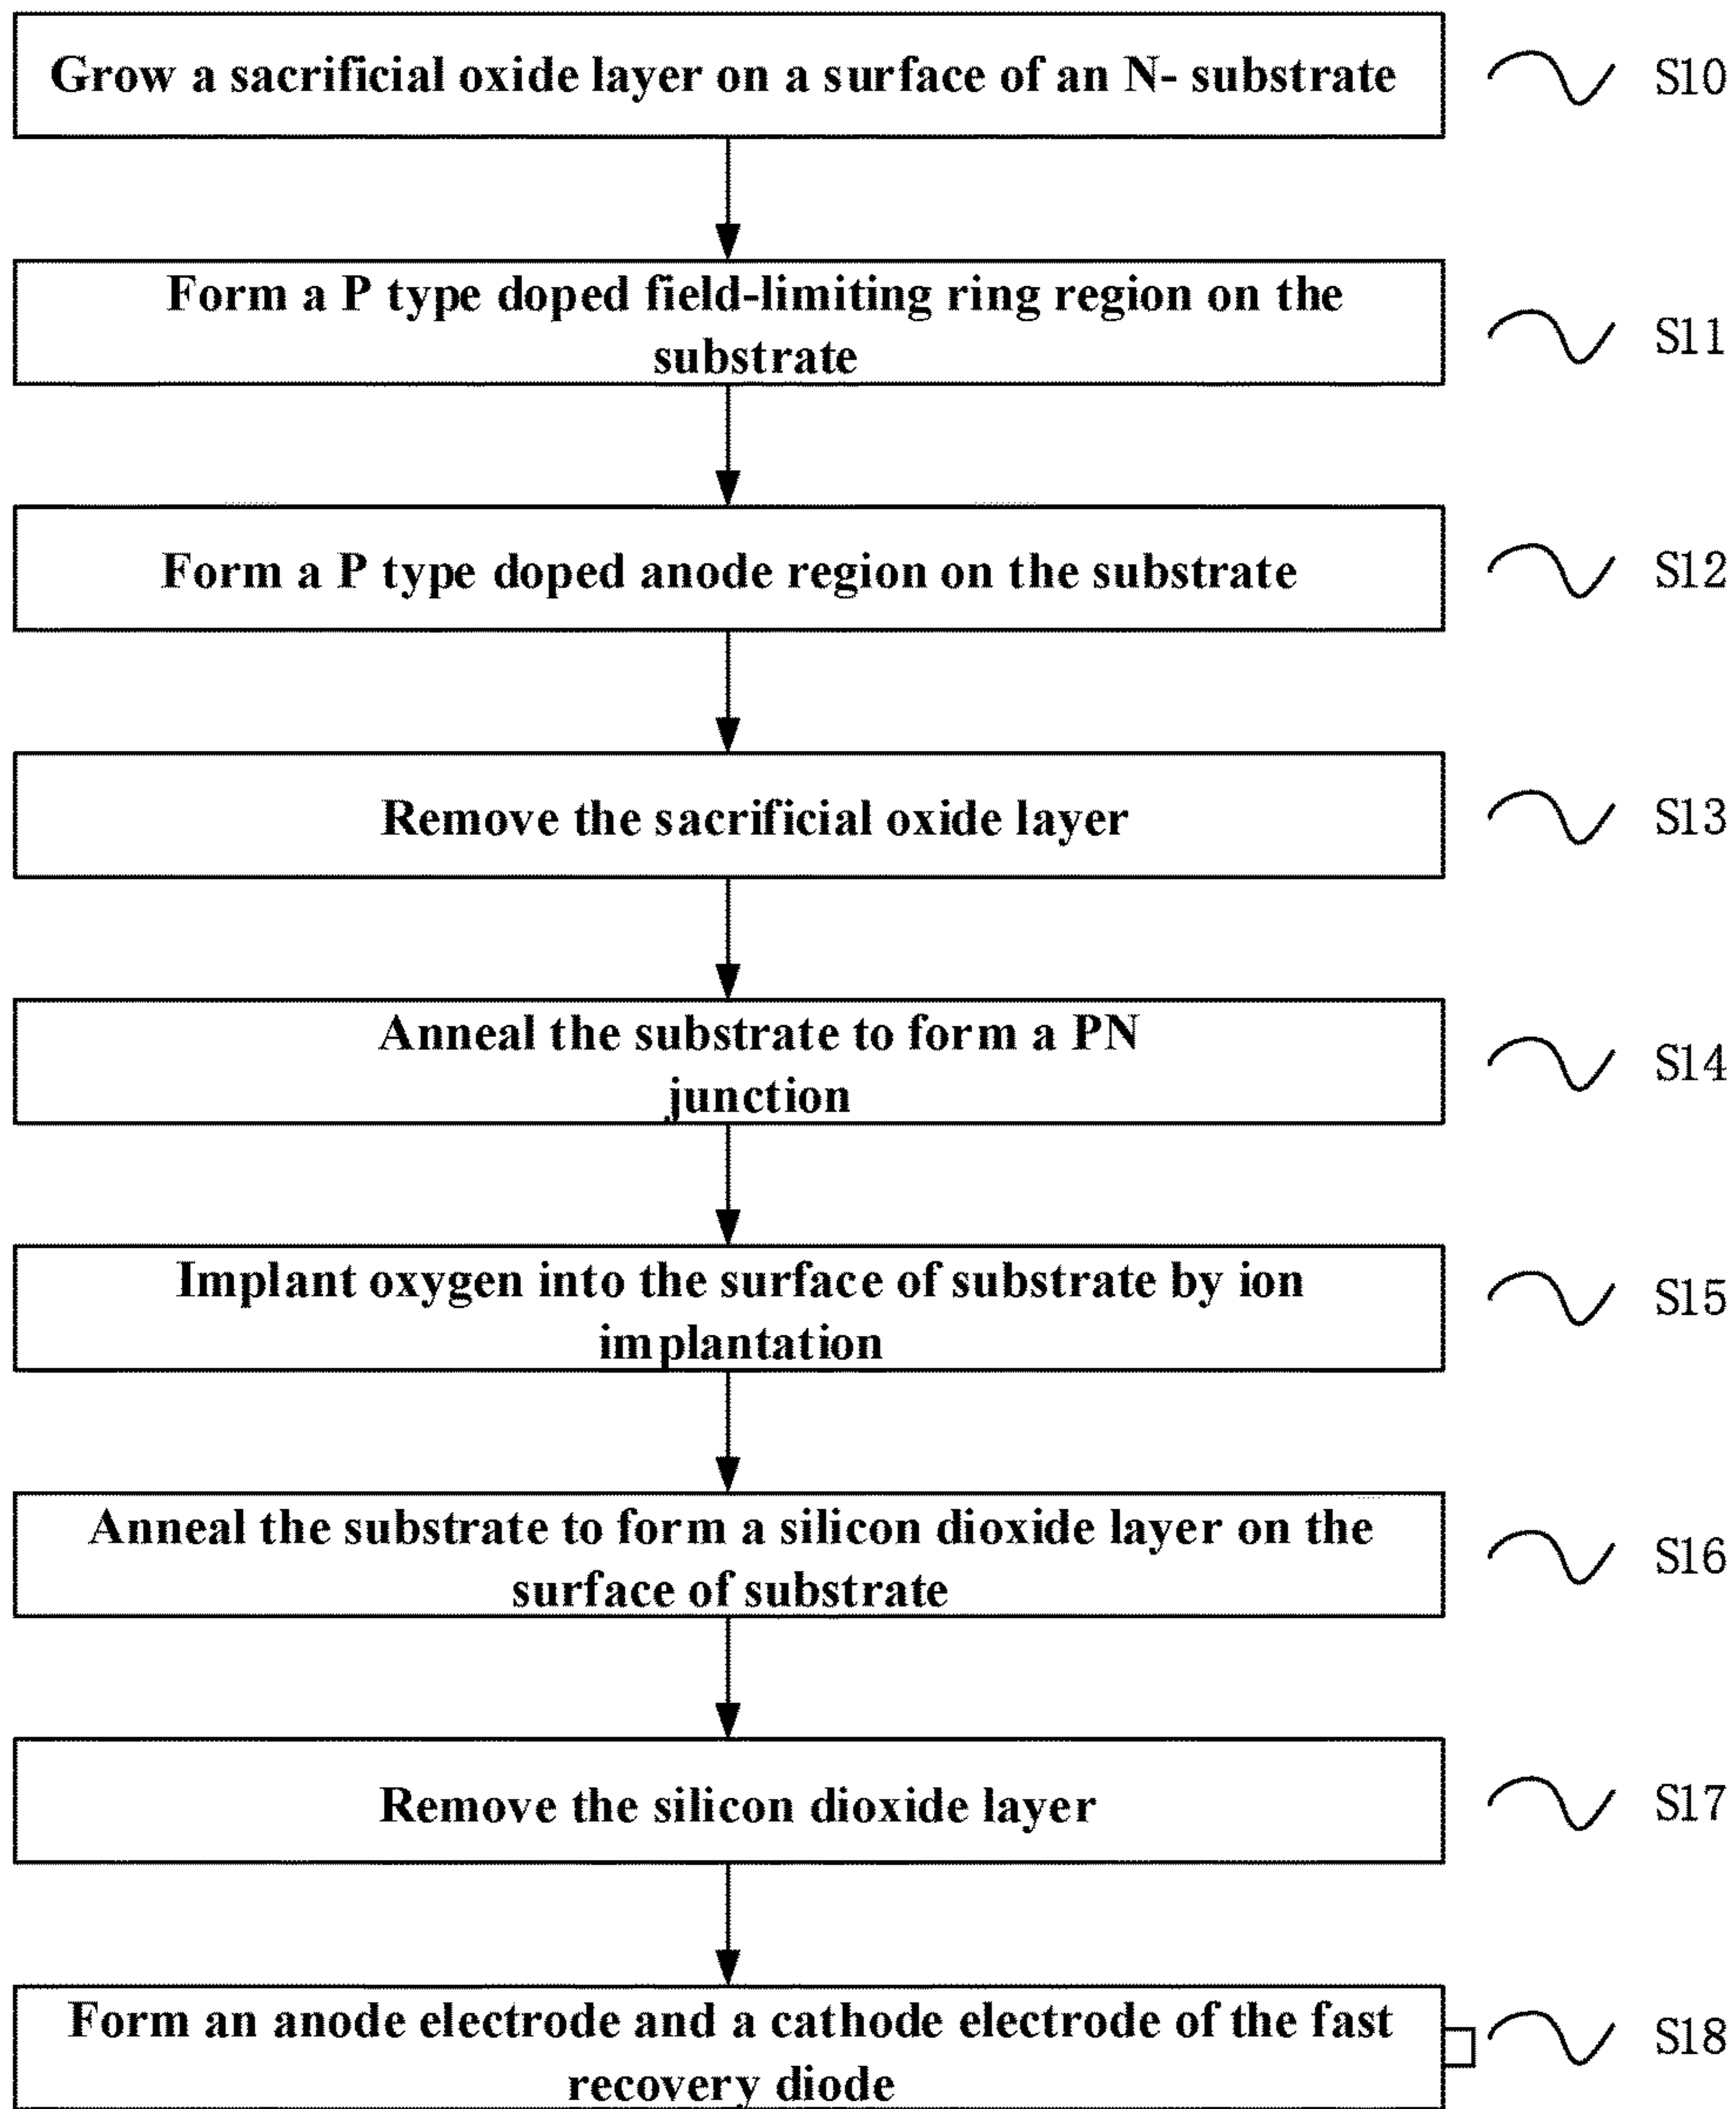 Grow a sacrificial oxide layer on a surface of an N- substrate S10
Form a P type doped field-limiting ring region on the
substrate S11
Form a P type doped anode region on the substrate S12
Remove the sacrificial oxide layer S13
Anneal the substrate to form a PN
junction S14
Implant oxygen into the surface of substrate by ion
implantation S15
Anneal the substrate to form a silicon dioxide layer on the
surface of substrate S16
Remove the silicon dioxide layer S17
Form an anode electrode and a cathode electrode of the fast
recovery diode S18